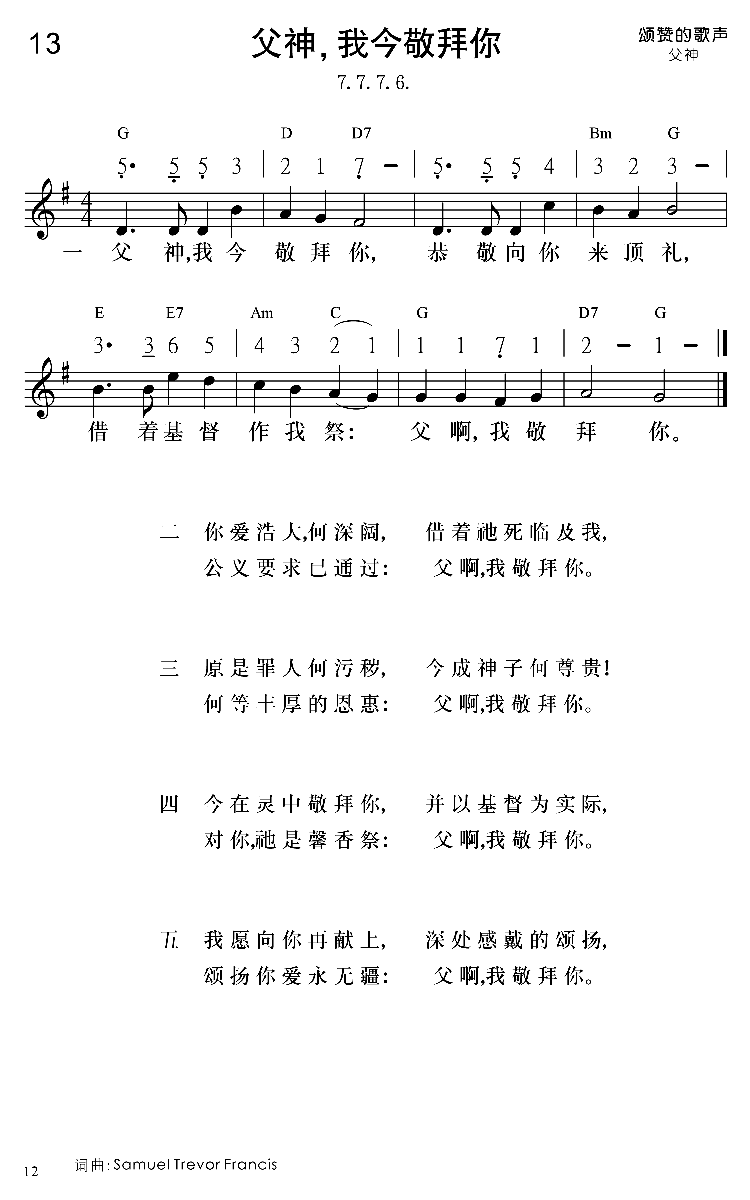 13
父神，我今敬拜你
颂赞的歌声
父神
7. 7. 7. 6.
G D D7 Bm G
5· 5 5 3 | 2 1 7 － | 5· 5 5 4 | 3 2 3 －|
4
4
一 父 神,我 今 敬 拜 你, 恭 敬 向 你 来 顶 礼,
E E7 Am C G D7 G
3· 3 6 5 | 4 3 2 1 | 1 1 7 1 | 2 － 1 －
借 着 基 督 作 我 祭： 父 啊, 我 敬 拜 你。
二 你爱浩大,何深阔, 借着祂死临及我,
公义要求已通过： 父啊,我敬拜你。
三 原是罪人何污秽, 今成神子何尊贵!
何等丰厚的恩惠： 父啊,我敬拜你。
四 今在灵中敬拜你, 并以基督为实际,
对你,祂是馨香祭： 父啊,我敬拜你。
五 我愿向你再献上, 深处感戴的颂扬,
颂扬你爱永无疆： 父啊,我敬拜你。
12 词曲：Samuel Trevor Francis